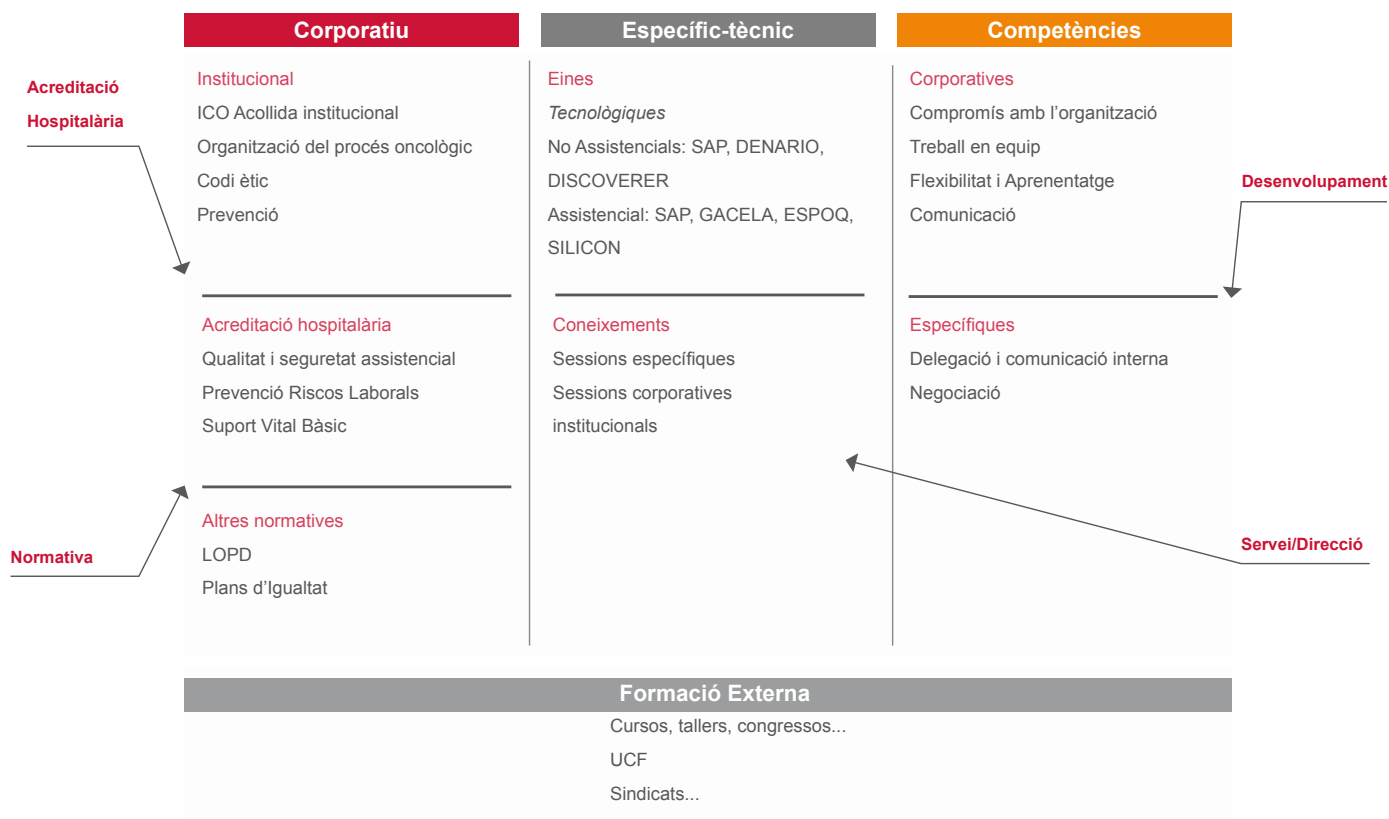 Corporatiu
Específic-tècnic
Competències
Acreditació
Hospitalària
Institucional
ICO Acollida institucional
Organització del procés oncològic
Codi ètic
Prevenció
Acreditació hospitalària
Qualitat i seguretat assistencial
Prevenció Riscos Laborals
Suport Vital Bàsic
Normativa
Altres normatives
LOPD
Plans d’Igualtat
Eines
Tecnològiques
No Assistencials: SAP, DENARIO,
DISCOVERER
Assistencial: SAP, GACELA, ESPOQ,
SILICON
Coneixements
Sessions específiques
Sessions corporatives
institucionals
Corporatives
Compromís amb l’organització
Treball en equip
Flexibilitat i Aprenentatge
Comunicació
Desenvolupament
Específiques
Delegació i comunicació interna
Negociació
Servei/Direcció
Formació Externa
Cursos, tallers, congressos...
UCF
Sindicats...